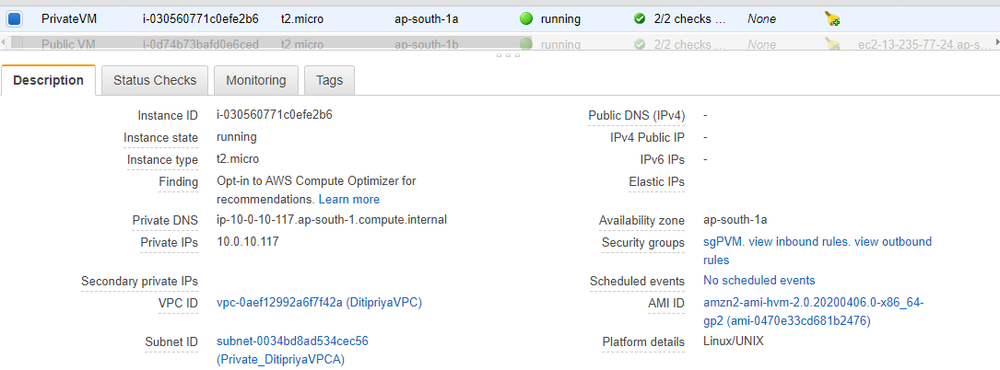 PrivateVM i-030560771c0efe2b6 t2.micro ap-south-1a running 2/2 checks ... None
Public VM i-0d74b73bafd0e6ced t2.micro ap-south-1b running 2/2 checks ... None ec2-13-235-77-24.ap-s...
Description Status Checks Monitoring Tags
Instance ID i-030560771c0efe2b6 Public DNS (IPv4) -
Instance state running IPv4 Public IP -
Instance type t2.micro IPv6 IPs -
Finding Opt-in to AWS Compute Optimizer for Elastic IPs
recommendations. Learn more
Private DNS ip-10-0-10-117.ap-south-1.compute.internal Availability zone ap-south-1a
Private IPs 10.0.10.117 Security groups sgPVM. view inbound rules. view outbound
rules
Secondary private IPs Scheduled events No scheduled events
VPC ID vpc-0aef12992a6f7f42a (DitipriyaVPC) AMI ID amzn2-ami-hvm-2.0.20200406.0-x86_64-
gp2 (ami-0470e33cd681b2476)
Subnet ID subnet-0034bd8ad534cec56 Platform details Linux/UNIX
(Private_DitipriyaVPCA)